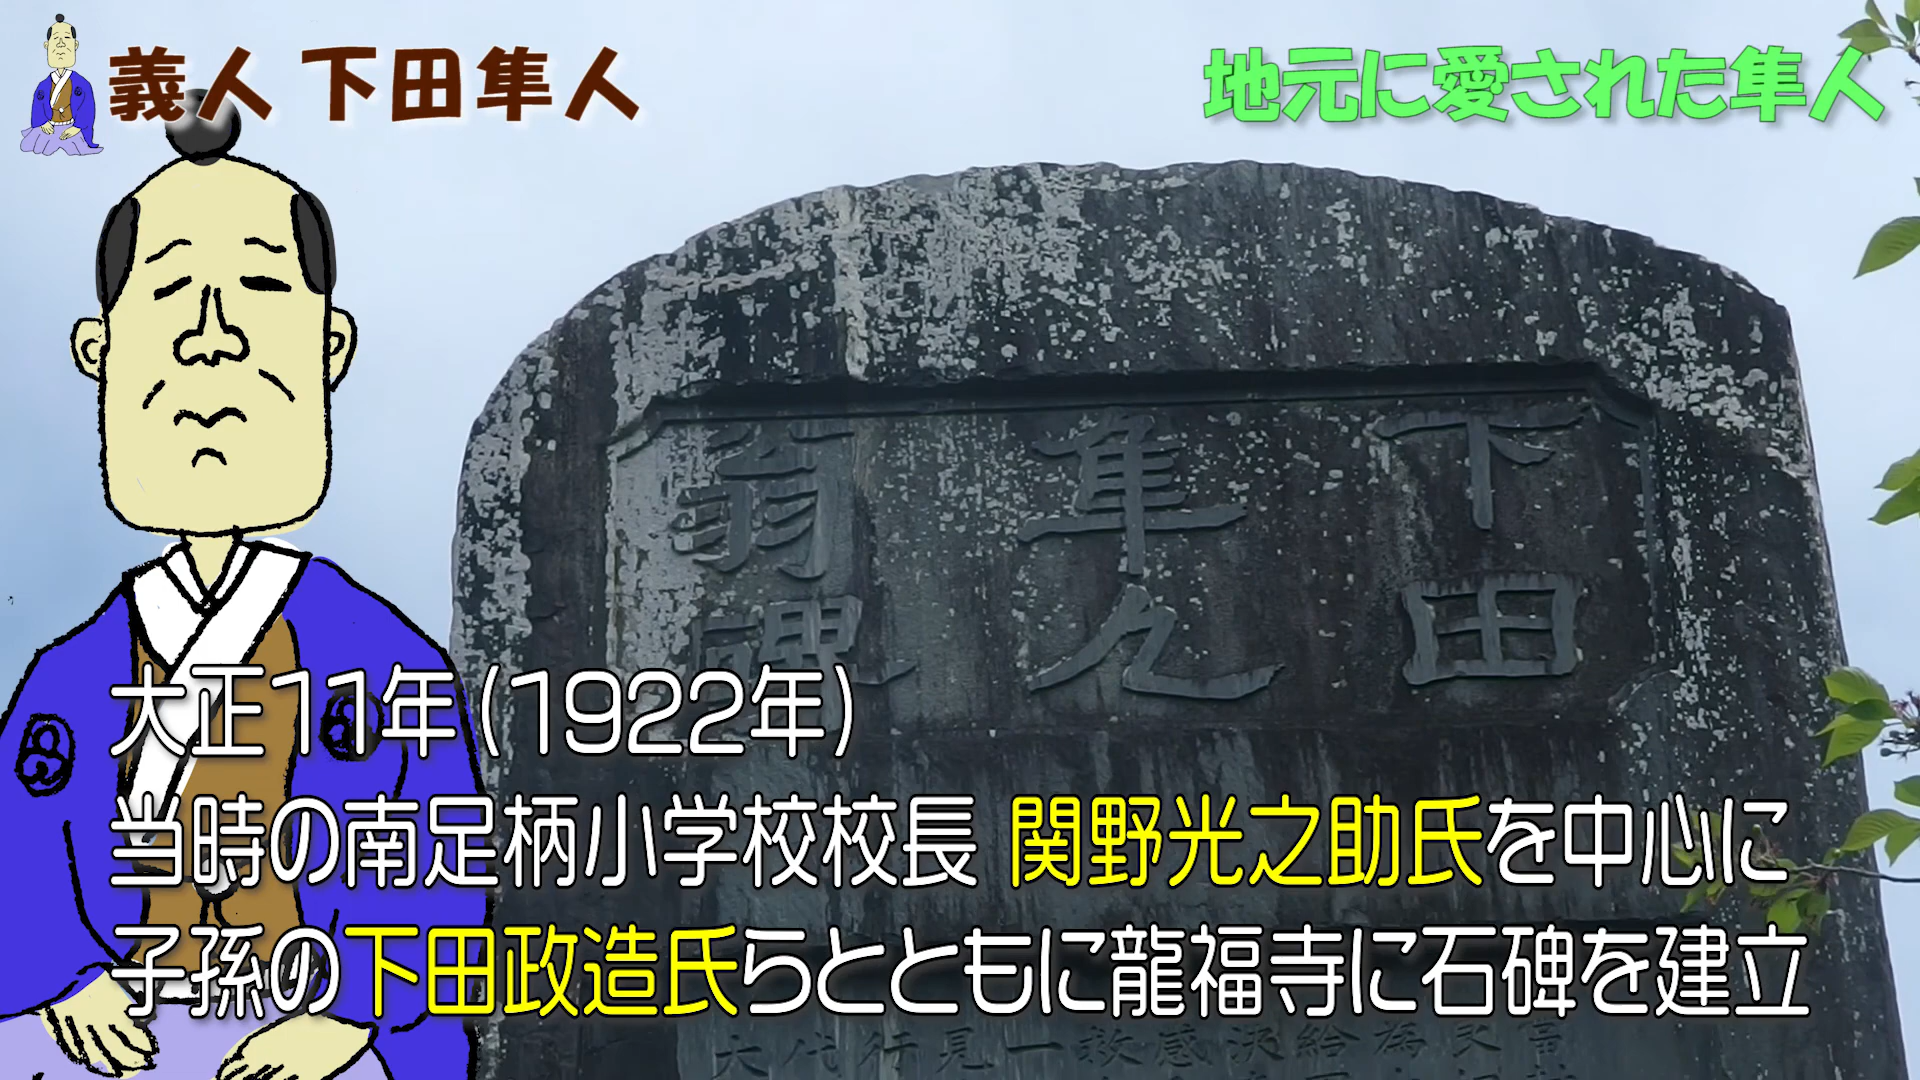 義人 下田隼人
地元に愛された隼人
下田
隼人
翁碑
大正11年(1922年)
当時の南足柄小学校校長 関野光之助氏を中心に
子孫の下田政造氏らとともに龍福寺に石碑を建立